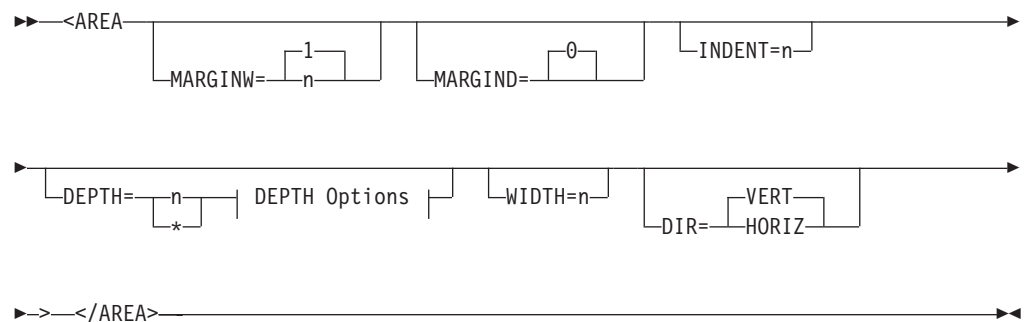 <AREA
MARGINW=
1
n
MARGIND=
0
INDENT=n
DEPTH=
n
*
DEPTH Options
WIDTH=n
DIR=
VERT
HORIZ
>
</AREA>